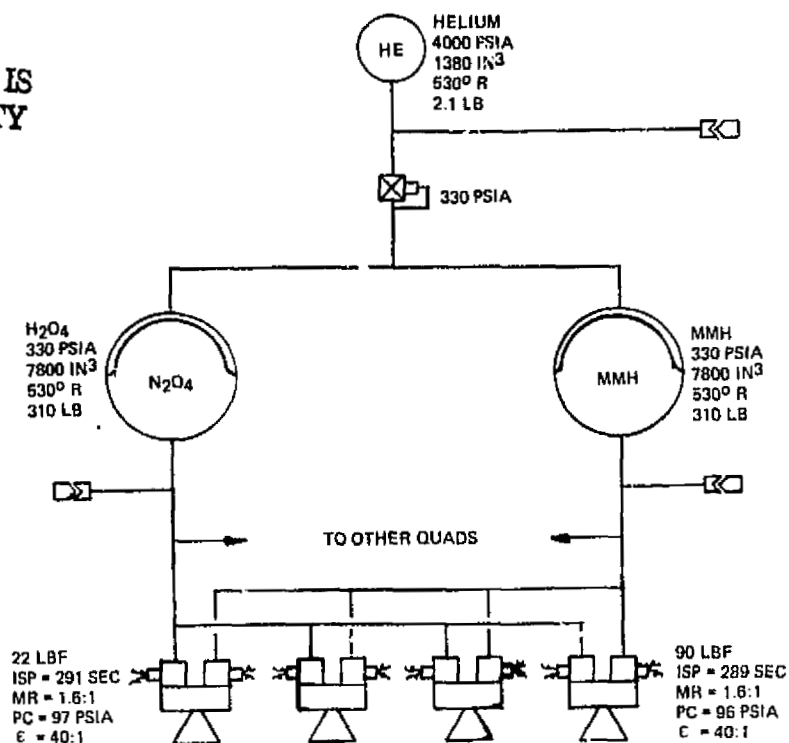 IS
TY
HE
HELIUM
4000 PSIA
1380 IN3
530º R
2.1 LB
330 PSIA
H2O4
330 PSIA
7800 IN3
530º R
310 LB
N2O4
MMH
MMH
330 PSIA
7800 IN3
530º R
310 LB
TO OTHER QUADS
22 LBF
ISP = 291 SEC
MR = 1.6:1
PC = 97 PSIA
Є = 40:1
90 LBF
ISP = 289 SEC
MR = 1.6:1
PC = 96 PSIA
Є = 40:1